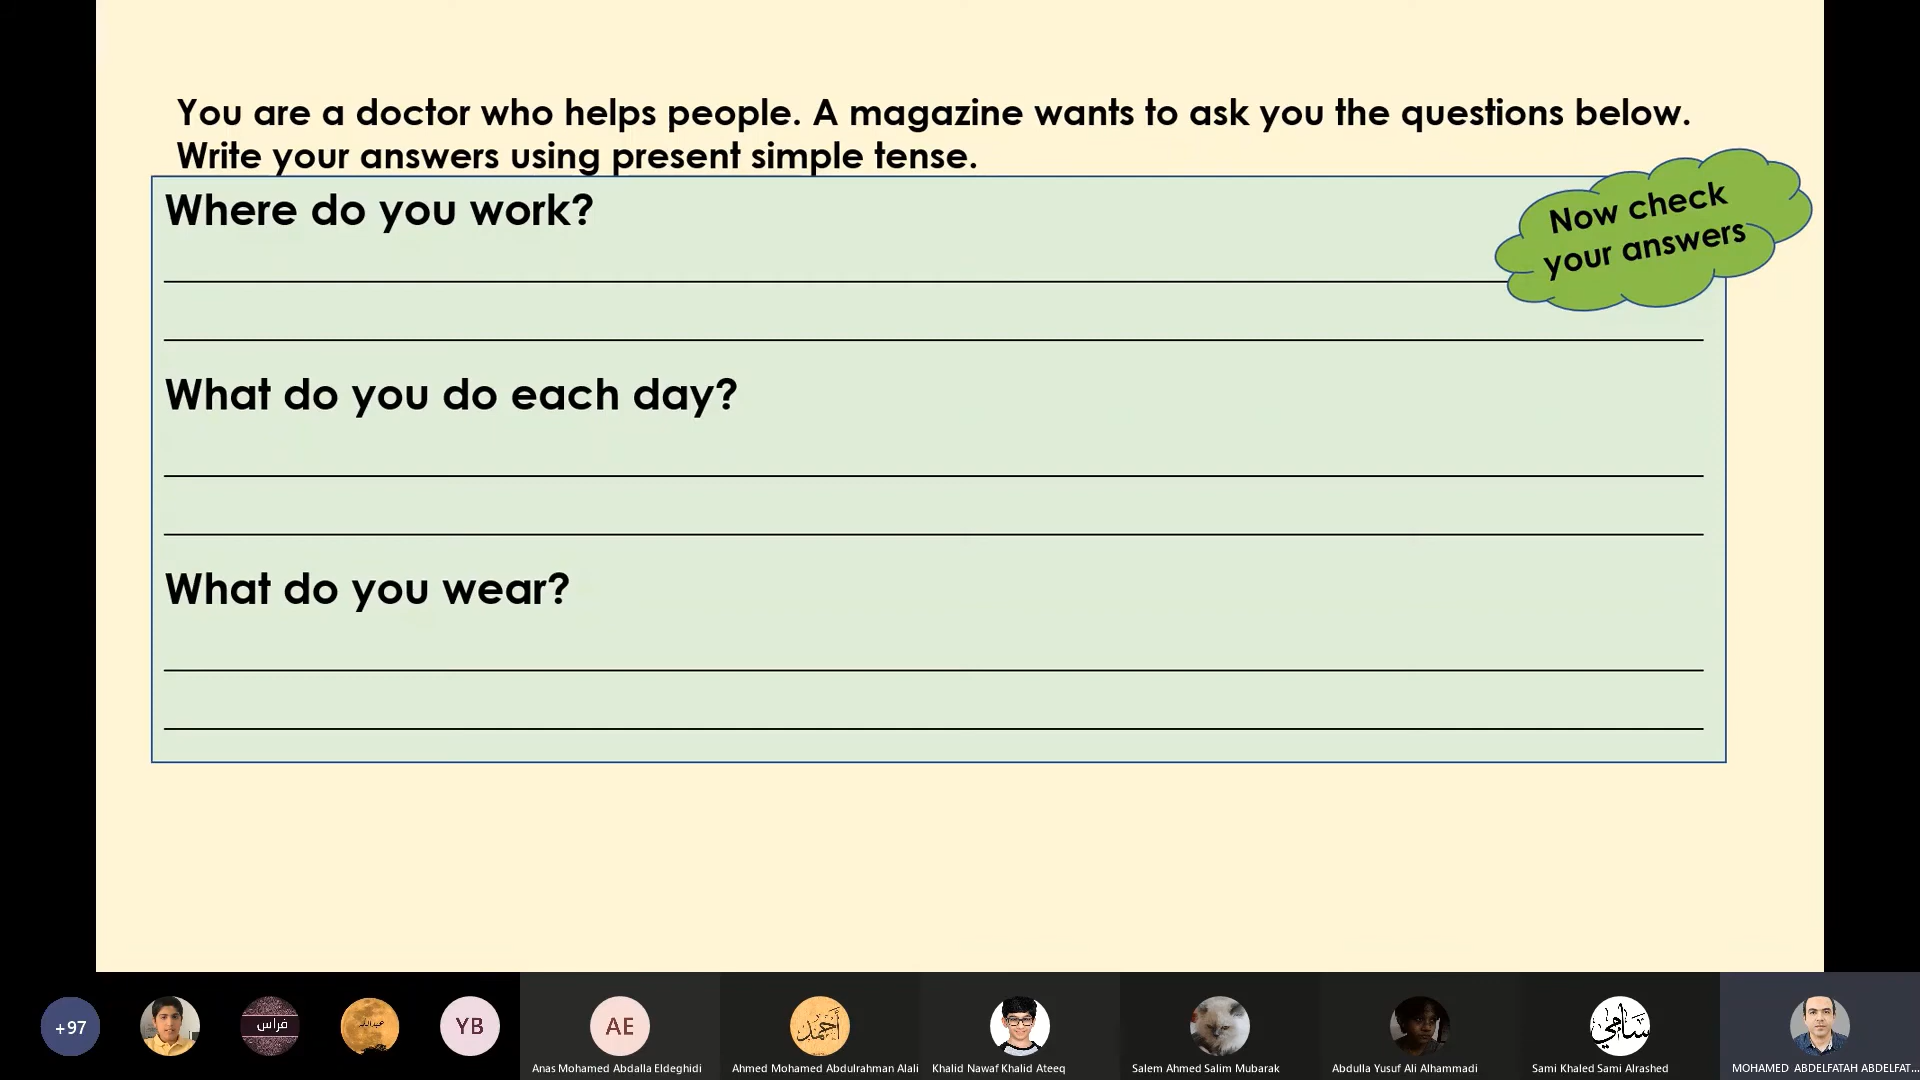 You are a doctor who helps people. A magazine wants to ask you the questions below.
Write your answers using present simple tense.
Now check
your answers
Where do you work?
What do you do each day?
What do you wear?
+97
فراس
عبدالله
YB
AE
أحمد
سامي
Anas Mohamed Abdalla Eldeghidi
Ahmed Mohamed Abdulrahman Alali
Khalid Nawaf Khalid Ateeq
Salem Ahmed Salim Mubarak
Abdulla Yusuf Ali Alhammadi
Sami Khaled Sami Alrashed
MOHAMED ABDELFATAH ABDELFAT...